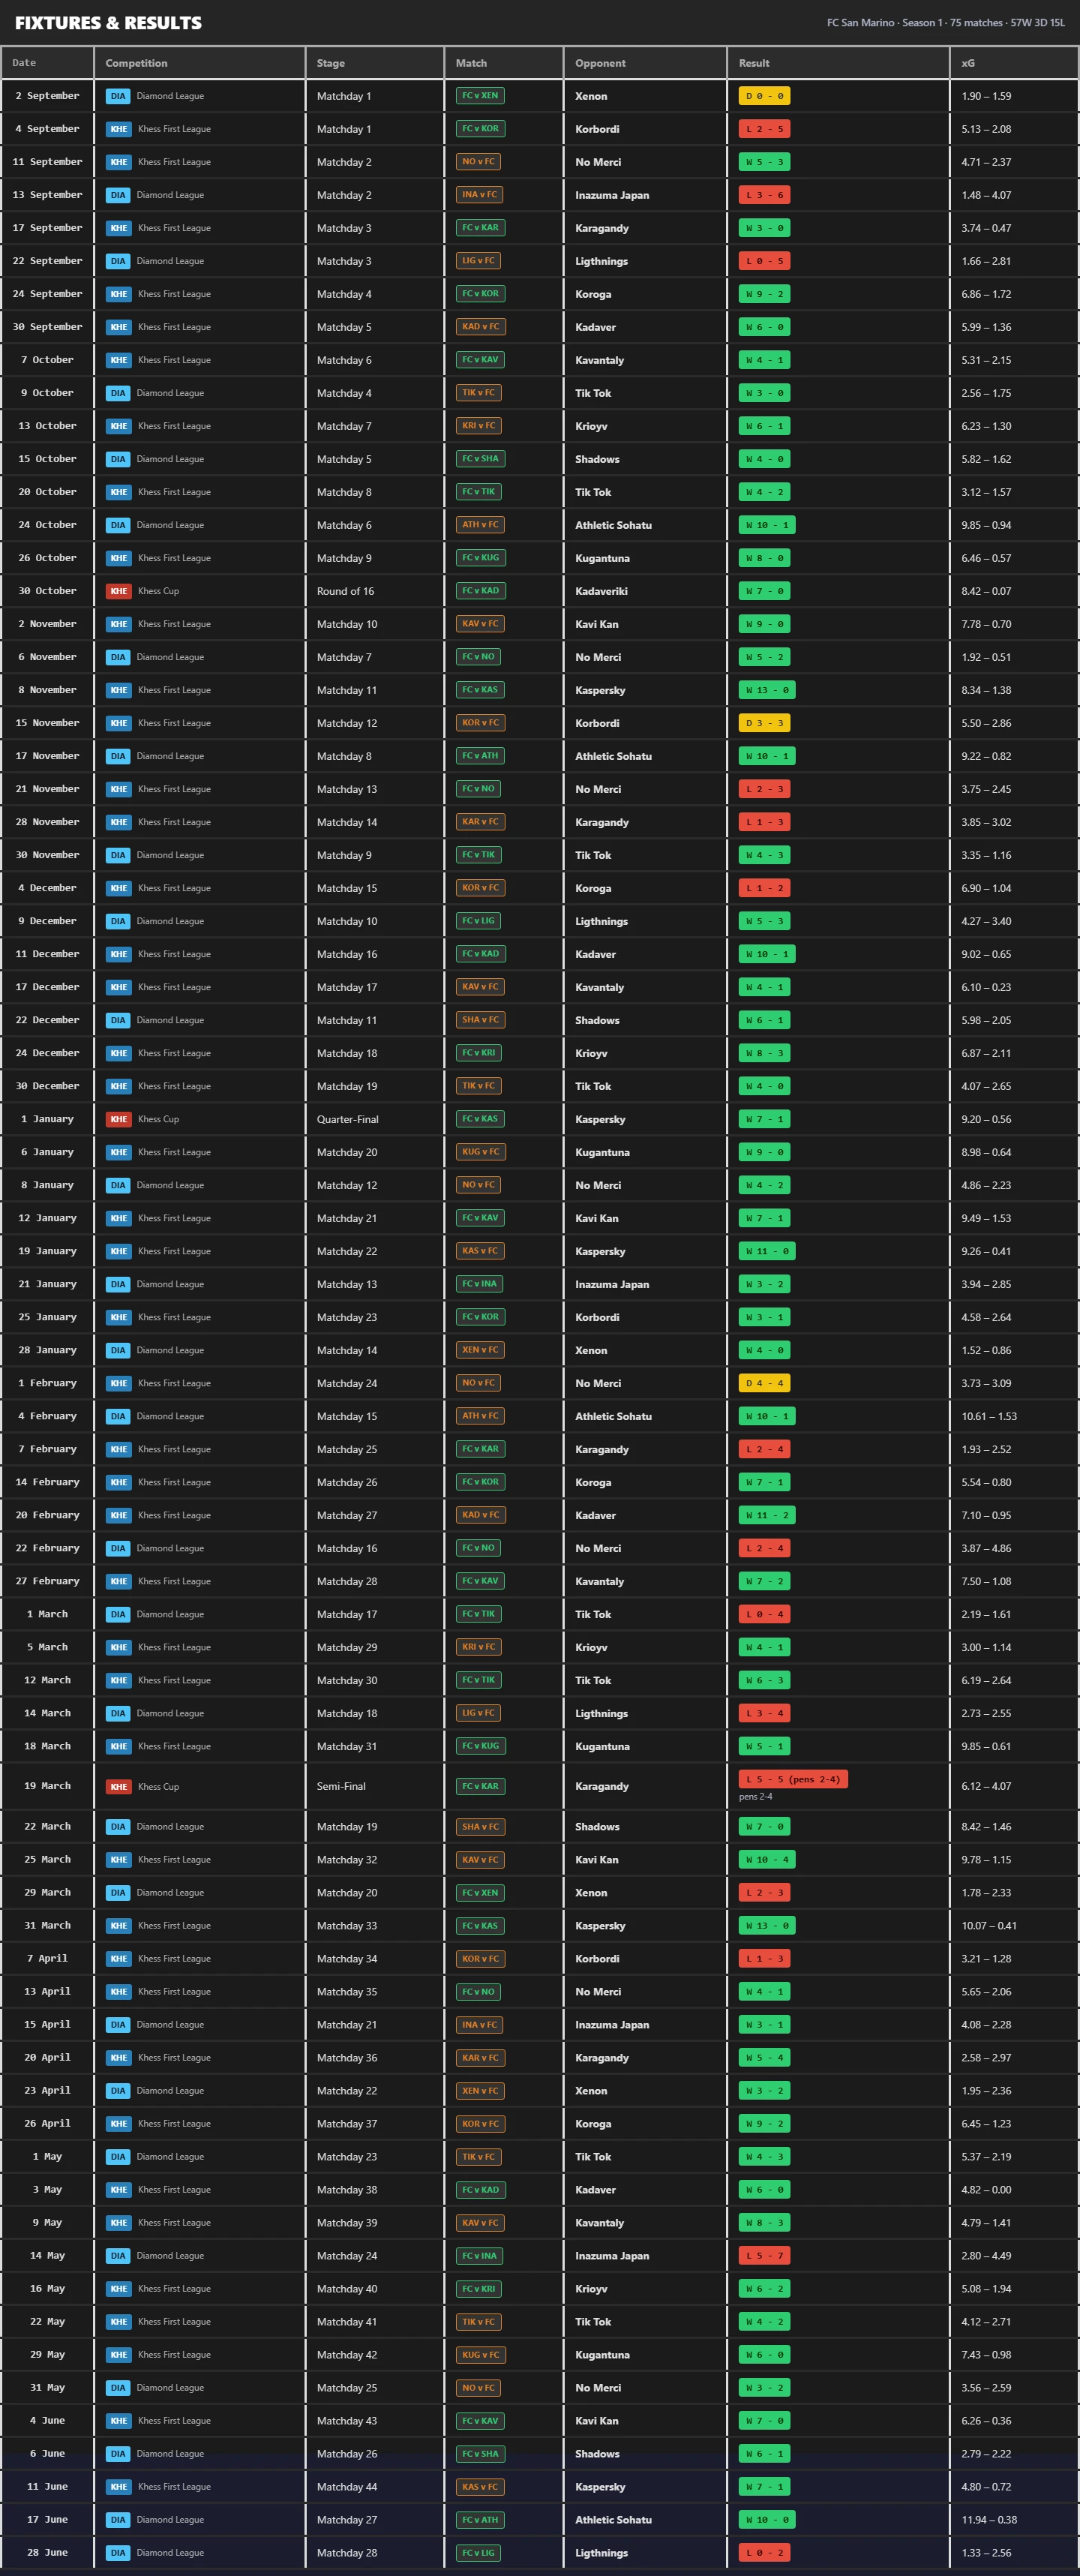 FIXTURES & RESULTS FC San Marino · Season 1 · 75 matches · 57W 3D 15L
Date Competition Stage Match Opponent Result xG
2 September DIA Diamond League Matchday 1 FC v XEN Xenon D 0 - 0 1.90 – 1.59
4 September KHE Khess First League Matchday 1 FC v KOR Korbordi L 2 - 5 5.13 – 2.08
11 September KHE Khess First League Matchday 2 NO v FC No Merci W 5 - 3 4.71 – 2.37
13 September DIA Diamond League Matchday 2 INA v FC Inazuma Japan L 3 - 6 1.48 – 4.07
17 September KHE Khess First League Matchday 3 FC v KAR Karagandy W 3 - 0 3.74 – 0.47
22 September DIA Diamond League Matchday 3 LIG v FC Ligthnings L 0 - 5 1.66 – 2.81
24 September KHE Khess First League Matchday 4 FC v KOR Koroga W 9 - 2 6.86 – 1.72
30 September KHE Khess First League Matchday 5 KAD v FC Kadaver W 6 - 0 5.99 – 1.36
7 October KHE Khess First League Matchday 6 FC v KAV Kavantaly W 4 - 1 5.31 – 2.15
9 October DIA Diamond League Matchday 4 TIK v FC Tik Tok W 3 - 0 2.56 – 1.75
13 October KHE Khess First League Matchday 7 KRI v FC Krioyv W 6 - 1 6.23 – 1.30
15 October DIA Diamond League Matchday 5 FC v SHA Shadows W 4 - 0 5.82 – 1.62
20 October KHE Khess First League Matchday 8 FC v TIK Tik Tok W 4 - 2 3.12 – 1.57
24 October DIA Diamond League Matchday 6 ATH v FC Athletic Sohatu W 10 - 1 9.85 – 0.94
26 October KHE Khess First League Matchday 9 FC v KUG Kugantuna W 8 - 0 6.46 – 0.57
30 October KHE Khess Cup Round of 16 FC v KAD Kadaveriki W 7 - 0 8.42 – 0.07
2 November KHE Khess First League Matchday 10 KAV v FC Kavi Kan W 9 - 0 7.78 – 0.70
6 November DIA Diamond League Matchday 7 FC v NO No Merci W 5 - 2 1.92 – 0.51
8 November KHE Khess First League Matchday 11 FC v KAS Kaspersky W 13 - 0 8.34 – 1.38
15 November KHE Khess First League Matchday 12 KOR v FC Korbordi D 3 - 3 5.50 – 2.86
17 November DIA Diamond League Matchday 8 FC v ATH Athletic Sohatu W 10 - 1 9.22 – 0.82
21 November KHE Khess First League Matchday 13 FC v NO No Merci L 2 - 3 3.75 – 2.45
28 November KHE Khess First League Matchday 14 KAR v FC Karagandy L 1 - 3 3.85 – 3.02
30 November DIA Diamond League Matchday 9 FC v TIK Tik Tok W 4 - 3 3.35 – 1.16
4 December KHE Khess First League Matchday 15 KOR v FC Koroga L 1 - 2 6.90 – 1.04
9 December DIA Diamond League Matchday 10 FC v LIG Ligthnings W 5 - 3 4.27 – 3.40
11 December KHE Khess First League Matchday 16 FC v KAD Kadaver W 10 - 1 9.02 – 0.65
17 December KHE Khess First League Matchday 17 KAV v FC Kavantaly W 4 - 1 6.10 – 0.23
22 December DIA Diamond League Matchday 11 SHA v FC Shadows W 6 - 1 5.98 – 2.05
24 December KHE Khess First League Matchday 18 FC v KRI Krioyv W 8 - 3 6.87 – 2.11
30 December KHE Khess First League Matchday 19 TIK v FC Tik Tok W 4 - 0 4.07 – 2.65
1 January KHE Khess Cup Quarter-Final FC v KAS Kaspersky W 7 - 1 9.20 – 0.56
6 January KHE Khess First League Matchday 20 KUG v FC Kugantuna W 9 - 0 8.98 – 0.64
8 January DIA Diamond League Matchday 12 NO v FC No Merci W 4 - 2 4.86 – 2.23
12 January KHE Khess First League Matchday 21 FC v KAV Kavi Kan W 7 - 1 9.49 – 1.53
19 January KHE Khess First League Matchday 22 KAS v FC Kaspersky W 11 - 0 9.26 – 0.41
21 January DIA Diamond League Matchday 13 FC v INA Inazuma Japan W 3 - 2 3.94 – 2.85
25 January KHE Khess First League Matchday 23 FC v KOR Korbordi W 3 - 1 4.58 – 2.64
28 January DIA Diamond League Matchday 14 XEN v FC Xenon W 4 - 0 1.52 – 0.86
1 February KHE Khess First League Matchday 24 NO v FC No Merci D 4 - 4 3.73 – 3.09
4 February DIA Diamond League Matchday 15 ATH v FC Athletic Sohatu W 10 - 1 10.61 – 1.53
7 February KHE Khess First League Matchday 25 FC v KAR Karagandy L 2 - 4 1.93 – 2.52
14 February KHE Khess First League Matchday 26 FC v KOR Koroga W 7 - 1 5.54 – 0.80
20 February KHE Khess First League Matchday 27 KAD v FC Kadaver W 11 - 2 7.10 – 0.95
22 February DIA Diamond League Matchday 16 FC v NO No Merci L 2 - 4 3.87 – 4.86
27 February KHE Khess First League Matchday 28 FC v KAV Kavantaly W 7 - 2 7.50 – 1.08
1 March DIA Diamond League Matchday 17 FC v TIK Tik Tok L 0 - 4 2.19 – 1.61
5 March KHE Khess First League Matchday 29 KRI v FC Krioyv W 4 - 1 3.00 – 1.14
12 March KHE Khess First League Matchday 30 FC v TIK Tik Tok W 6 - 3 6.19 – 2.64
14 March DIA Diamond League Matchday 18 LIG v FC Ligthnings L 3 - 4 2.73 – 2.55
18 March KHE Khess First League Matchday 31 FC v KUG Kugantuna W 5 - 1 9.85 – 0.61
19 March KHE Khess Cup Semi-Final FC v KAR Karagandy L 5 - 5 (pens 2-4) 6.12 – 4.07
pens 2-4
22 March DIA Diamond League Matchday 19 SHA v FC Shadows W 7 - 0 8.42 – 1.46
25 March KHE Khess First League Matchday 32 KAV v FC Kavi Kan W 10 - 4 9.78 – 1.15
29 March DIA Diamond League Matchday 20 FC v XEN Xenon L 2 - 3 1.78 – 2.33
31 March KHE Khess First League Matchday 33 FC v KAS Kaspersky W 13 - 0 10.07 – 0.41
7 April KHE Khess First League Matchday 34 KOR v FC Korbordi L 1 - 3 3.21 – 1.28
13 April KHE Khess First League Matchday 35 FC v NO No Merci W 4 - 1 5.65 – 2.06
15 April DIA Diamond League Matchday 21 INA v FC Inazuma Japan W 3 - 1 4.08 – 2.28
20 April KHE Khess First League Matchday 36 KAR v FC Karagandy W 5 - 4 2.58 – 2.97
23 April DIA Diamond League Matchday 22 XEN v FC Xenon W 3 - 2 1.95 – 2.36
26 April KHE Khess First League Matchday 37 KOR v FC Koroga W 9 - 2 6.45 – 1.23
1 May DIA Diamond League Matchday 23 TIK v FC Tik Tok W 4 - 3 5.37 – 2.19
3 May KHE Khess First League Matchday 38 FC v KAD Kadaver W 6 - 0 4.82 – 0.00
9 May KHE Khess First League Matchday 39 KAV v FC Kavantaly W 8 - 3 4.79 – 1.41
14 May DIA Diamond League Matchday 24 FC v INA Inazuma Japan L 5 - 7 2.80 – 4.49
16 May KHE Khess First League Matchday 40 FC v KRI Krioyv W 6 - 2 5.08 – 1.94
22 May KHE Khess First League Matchday 41 TIK v FC Tik Tok W 4 - 2 4.12 – 2.71
29 May KHE Khess First League Matchday 42 KUG v FC Kugantuna W 6 - 0 7.43 – 0.98
31 May DIA Diamond League Matchday 25 NO v FC No Merci W 3 - 2 3.56 – 2.59
4 June KHE Khess First League Matchday 43 FC v KAV Kavi Kan W 7 - 0 6.26 – 0.36
6 June DIA Diamond League Matchday 26 FC v SHA Shadows W 6 - 1 2.79 – 2.22
11 June KHE Khess First League Matchday 44 KAS v FC Kaspersky W 7 - 1 4.80 – 0.72
17 June DIA Diamond League Matchday 27 FC v ATH Athletic Sohatu W 10 - 0 11.94 – 0.38
28 June DIA Diamond League Matchday 28 FC v LIG Ligthnings L 0 - 2 1.33 – 2.56